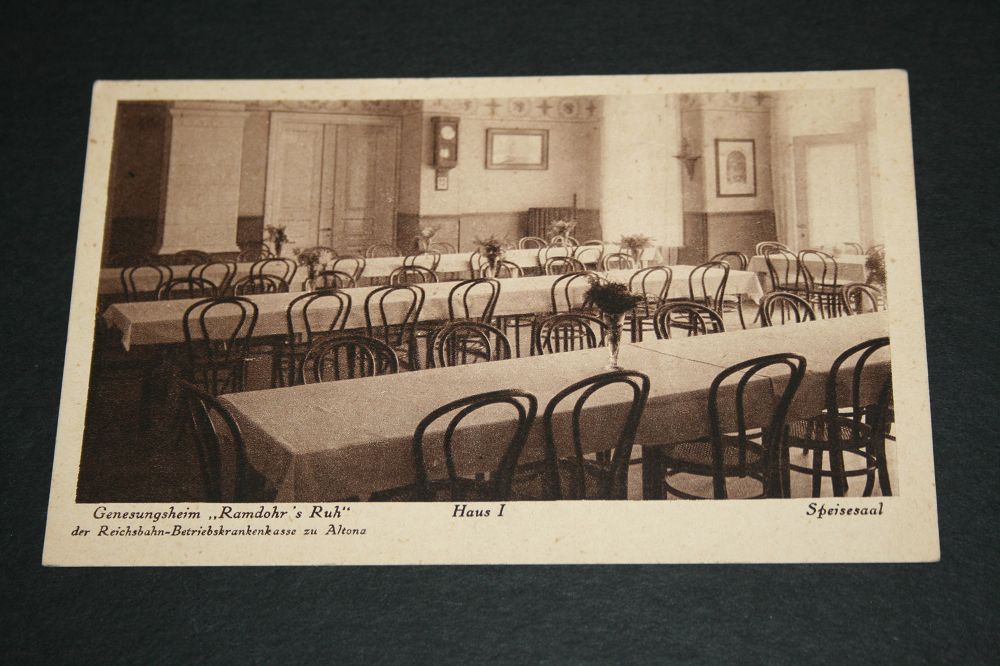 Genesungsheim „Ramdohr's Ruh“ Haus I Speisesaal
der Reichsbahn-Betriebskrankenkasse zu Altona